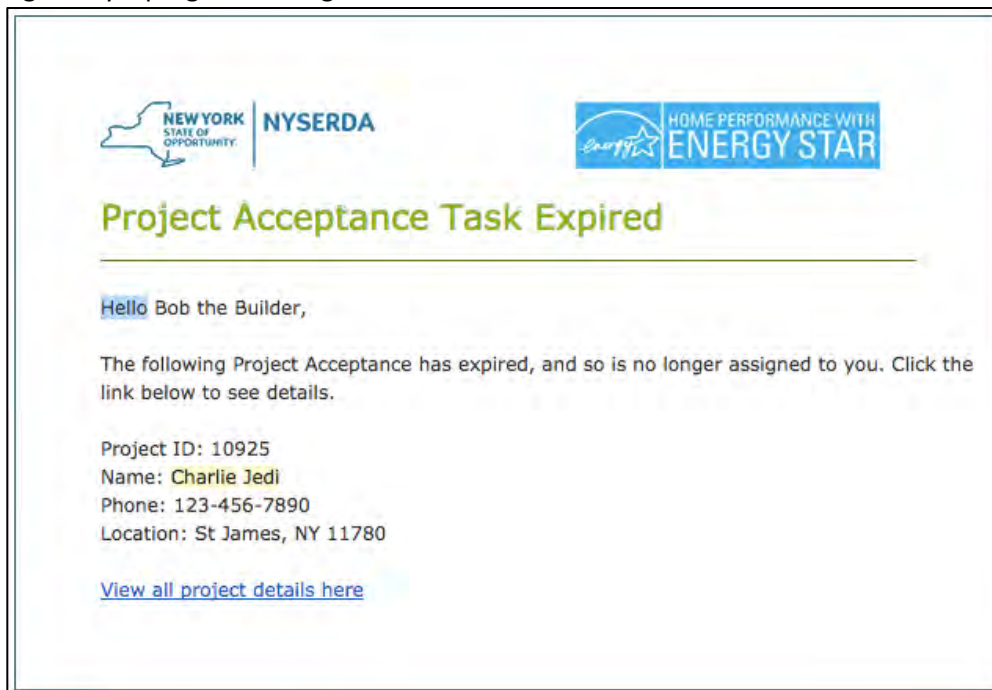 NEW YORK
STATE OF
OPPORTUNITY.
NYSERDA
energy
HOME PERFORMANCE WITH
ENERGY STAR
Project Acceptance Task Expired
Hello Bob the Builder,
The following Project Acceptance has expired, and so is no longer assigned to you. Click the
link below to see details.
Project ID: 10925
Name: Charlie Jedi
Phone: 123-456-7890
Location: St James, NY 11780
View all project details here